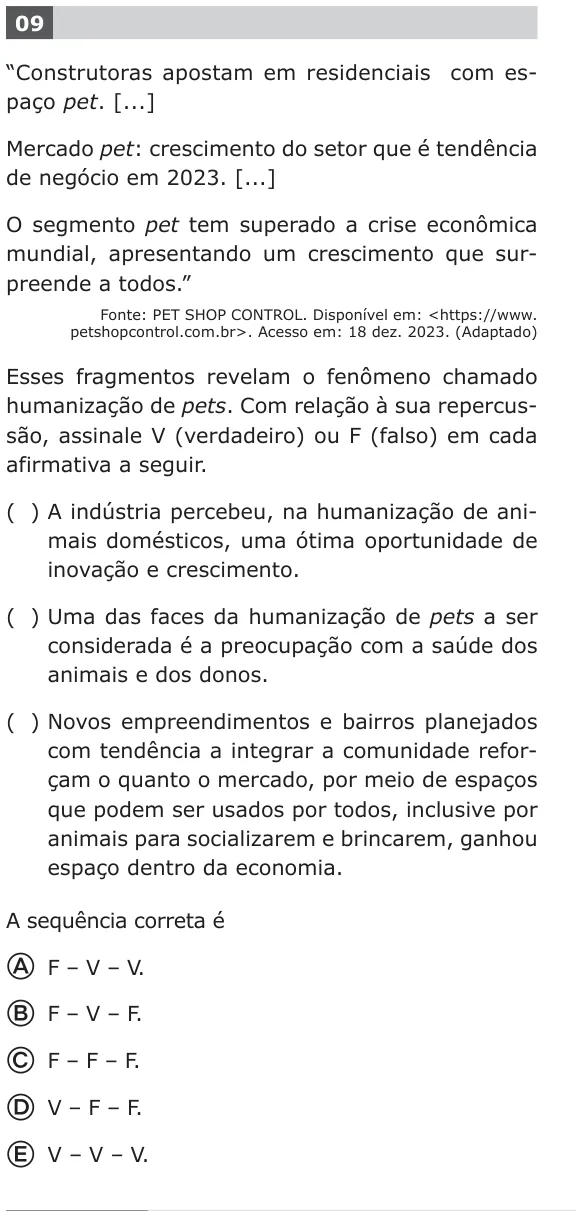 09
“Construtoras apostam em residenciais com es-
paço pet. [...]
Mercado pet: crescimento do setor que é tendência
de negócio em 2023. [...]
O segmento pet tem superado a crise econômica
mundial, apresentando um crescimento que sur-
preende a todos.”
Fonte: PET SHOP CONTROL. Disponível em: <https://www.
petshopcontrol.com.br>. Acesso em: 18 dez. 2023. (Adaptado)
Esses fragmentos revelam o fenômeno chamado
humanização de pets. Com relação à sua repercus-
são, assinale V (verdadeiro) ou F (falso) em cada
afirmativa a seguir.
( ) A indústria percebeu, na humanização de ani-
mais domésticos, uma ótima oportunidade de
inovação e crescimento.
( ) Uma das faces da humanização de pets a ser
considerada é a preocupação com a saúde dos
animais e dos donos.
( ) Novos empreendimentos e bairros planejados
com tendência a integrar a comunidade refor-
çam o quanto o mercado, por meio de espaços
que podem ser usados por todos, inclusive por
animais para socializarem e brincarem, ganhou
espaço dentro da economia.
A sequência correta é
A F – V – V.
B F – V – F.
C F – F – F.
D V – F – F.
E V – V – V.